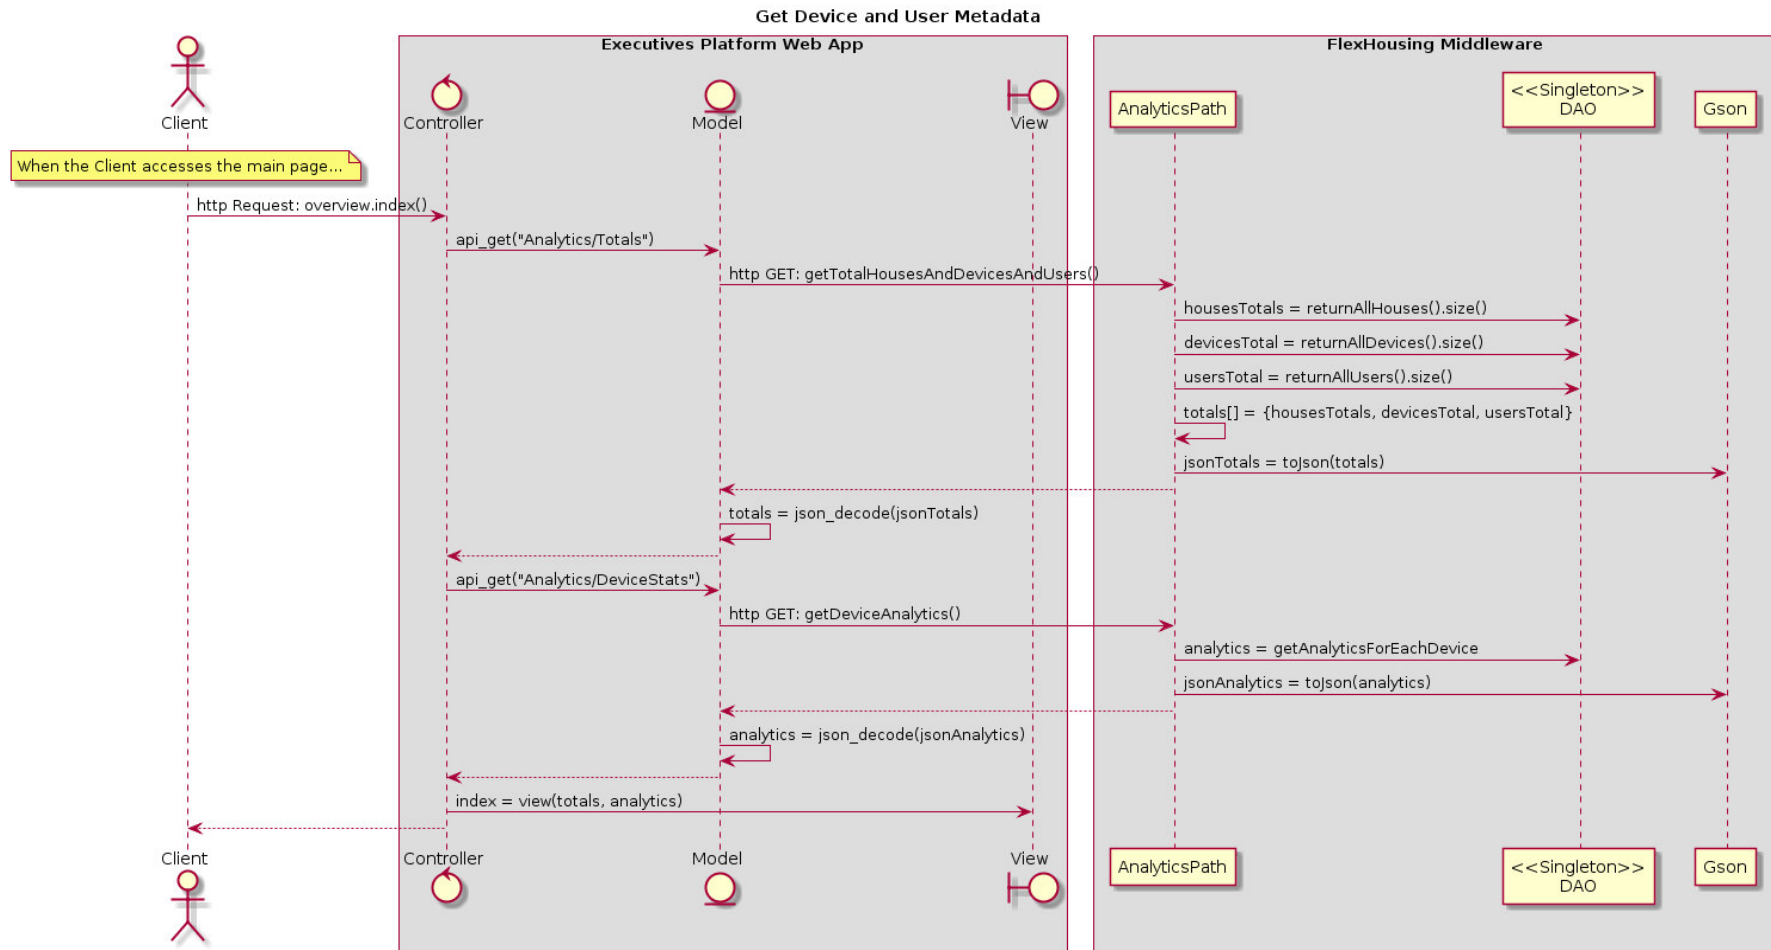 Get Device and User Metadata
Executives Platform Web App
FlexHousing Middleware
Client
Controller
Model
View
AnalyticsPath
<<Singleton>>
DAO
Gson
When the Client accesses the main page...
http Request: overview.index()
api_get("Analytics/Totals")
http GET: getTotalHousesAndDevicesAndUsers()
housesTotals = returnAllHouses().size()
devicesTotal = returnAllDevices().size()
usersTotal = returnAllUsers().size()
totals[] = {housesTotals, devicesTotal, usersTotal}
jsonTotals = toJson(totals)
totals = json_decode(jsonTotals)
api_get("Analytics/DeviceStats")
http GET: getDeviceAnalytics()
analytics = getAnalyticsForEachDevice
jsonAnalytics = toJson(analytics)
analytics = json_decode(jsonAnalytics)
index = view(totals, analytics)
Client
Controller
Model
View
AnalyticsPath
<<Singleton>>
DAO
Gson